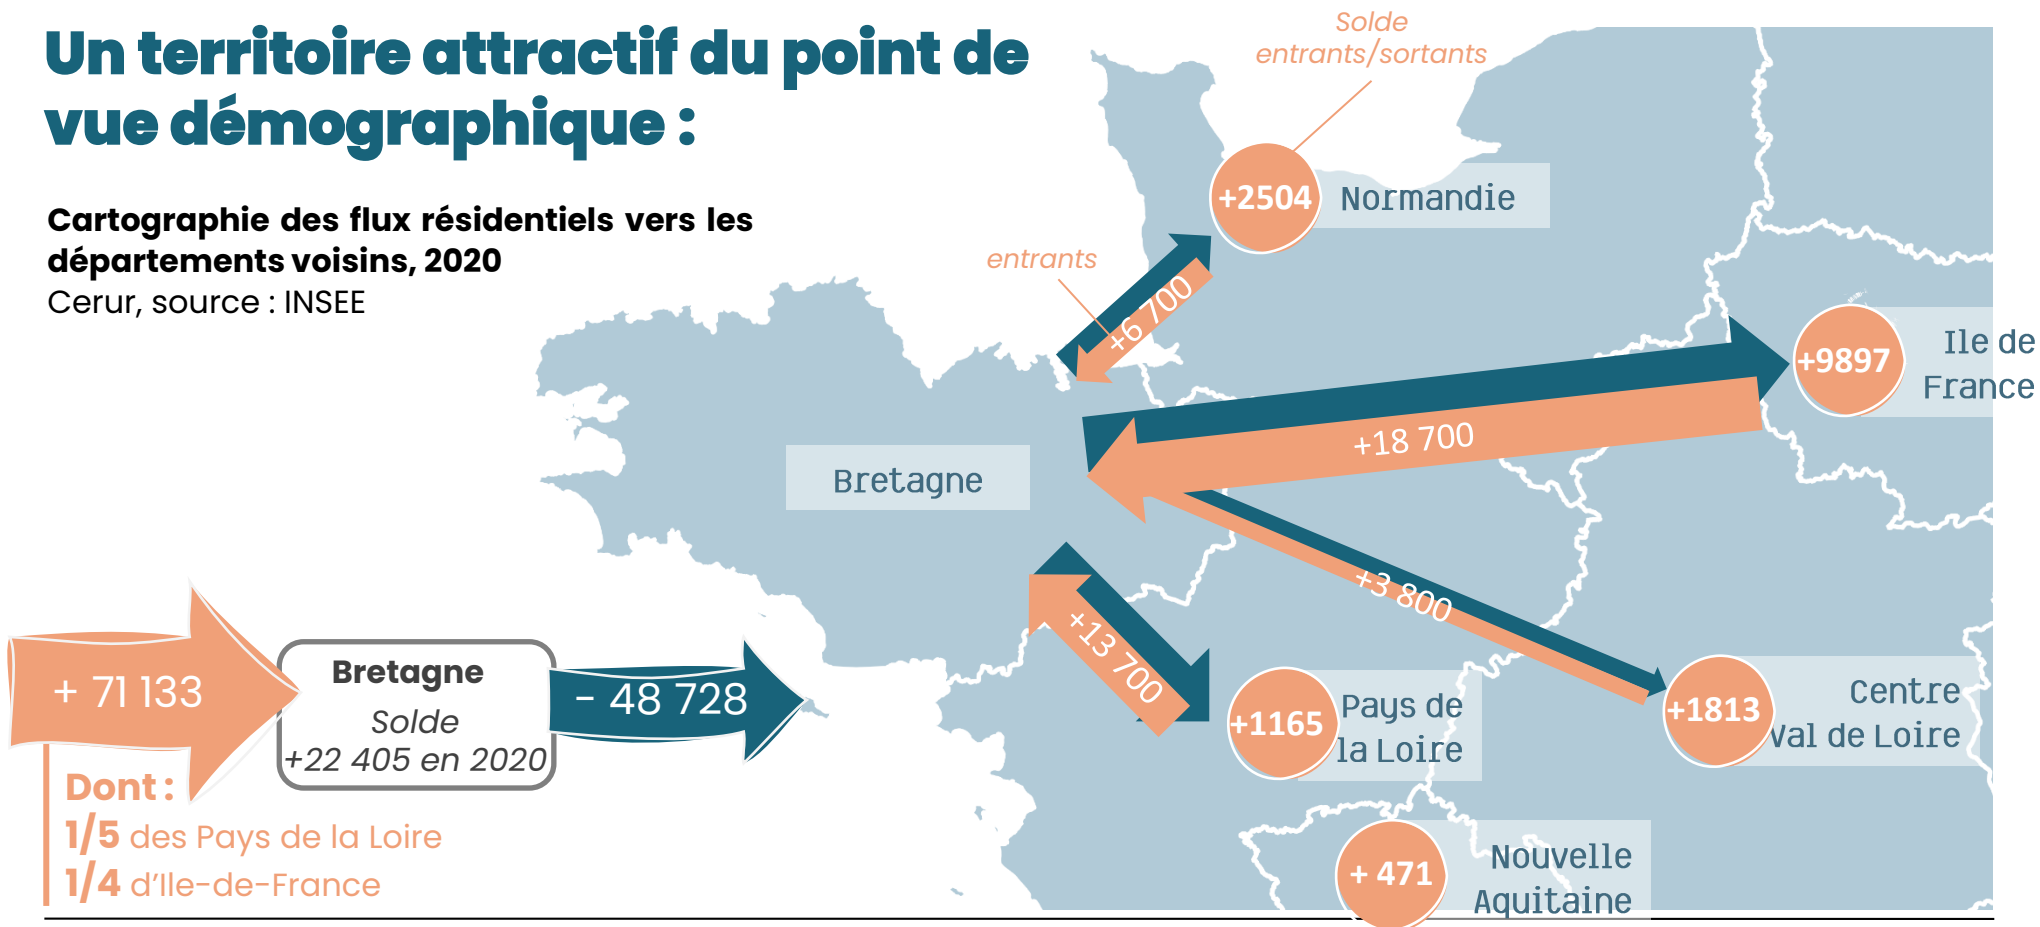 Un territoire attractif du point de
vue démographique :
Cartographie des flux résidentiels vers les
départements voisins, 2020
Cerur, source : INSEE
Solde
entrants/sortants
+2504
Normandie
entrants
+6 700
+9897
Ile de
France
+18 700
Bretagne
+3 800
+13 700
+ 71 133
Bretagne
Solde
+22 405 en 2020
- 48 728
+1165
Pays de
la Loire
+1813
Centre
Val de Loire
Dont :
1/5 des Pays de la Loire
1/4 d'Ile-de-France
+ 471
Nouvelle
Aquitaine